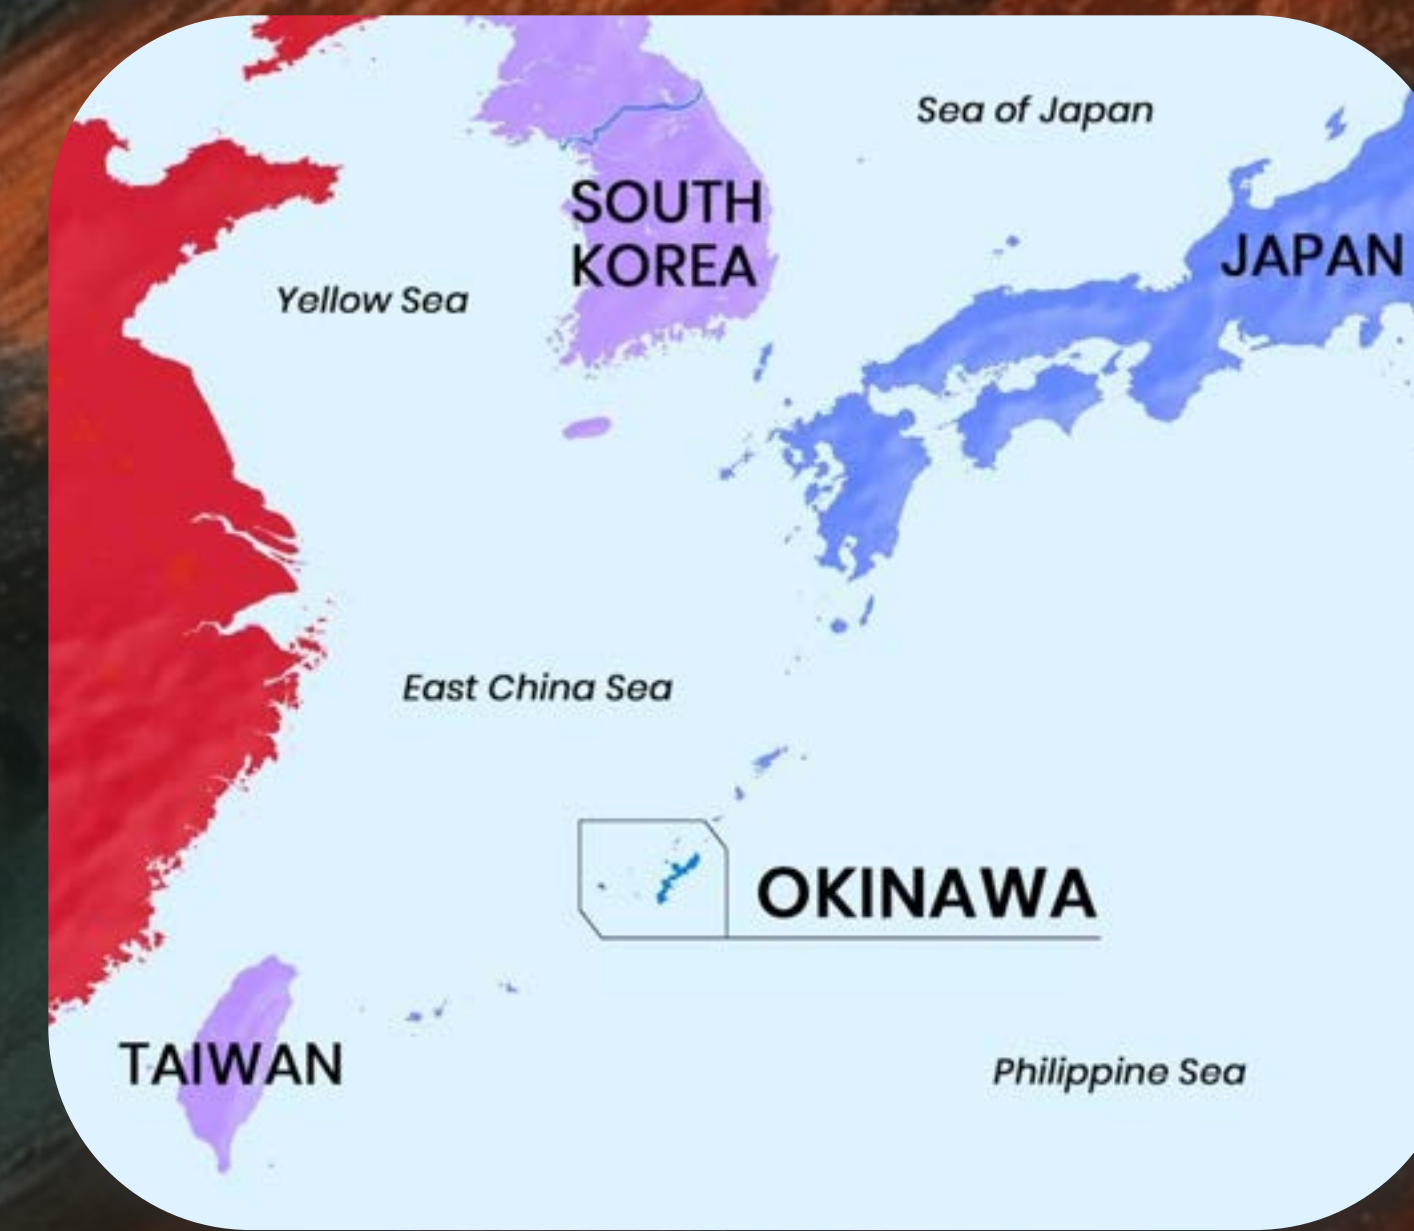 Sea of Japan
SOUTH
KOREA
JAPAN
Yellow Sea
East China Sea
OKINAWA
TAIWAN
Philippine Sea